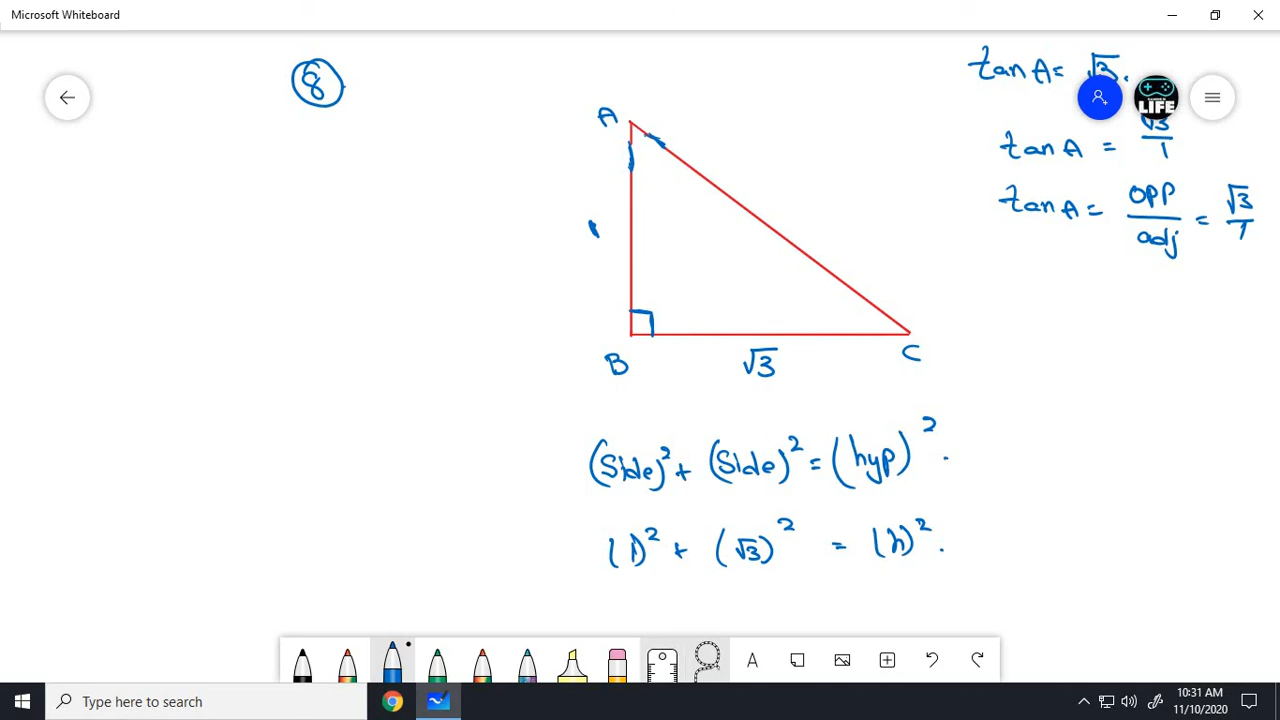 Microsoft Whiteboard
8
tan A = √3.
A
LIFE
tan A = √3/1
tan A = opp/adj = √3/1
1
B
√3
C
(Side)² + (Side)² = (hyp)².
(1)² + (√3)² = (h)².
A
Type here to search
10:31 AM
11/10/2020